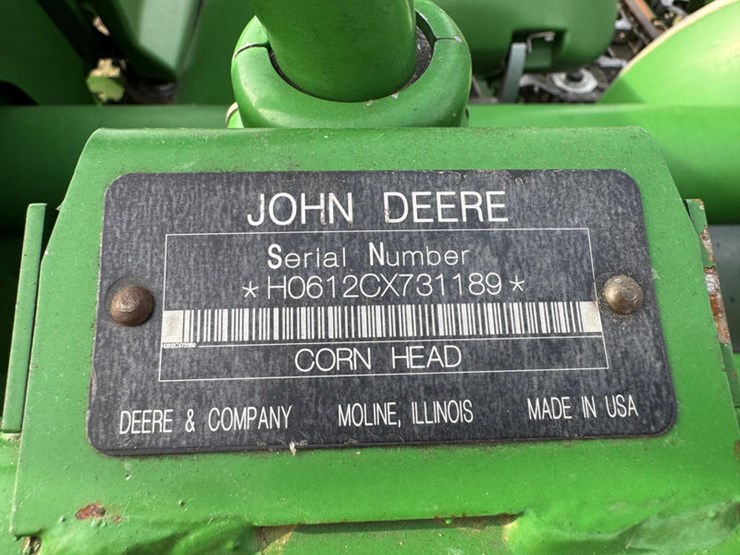 JOHN DEERE
Serial Number
*H0612CX731189*
CORN HEAD
DEERE & COMPANY MOLINE, ILLINOIS MADE IN USA